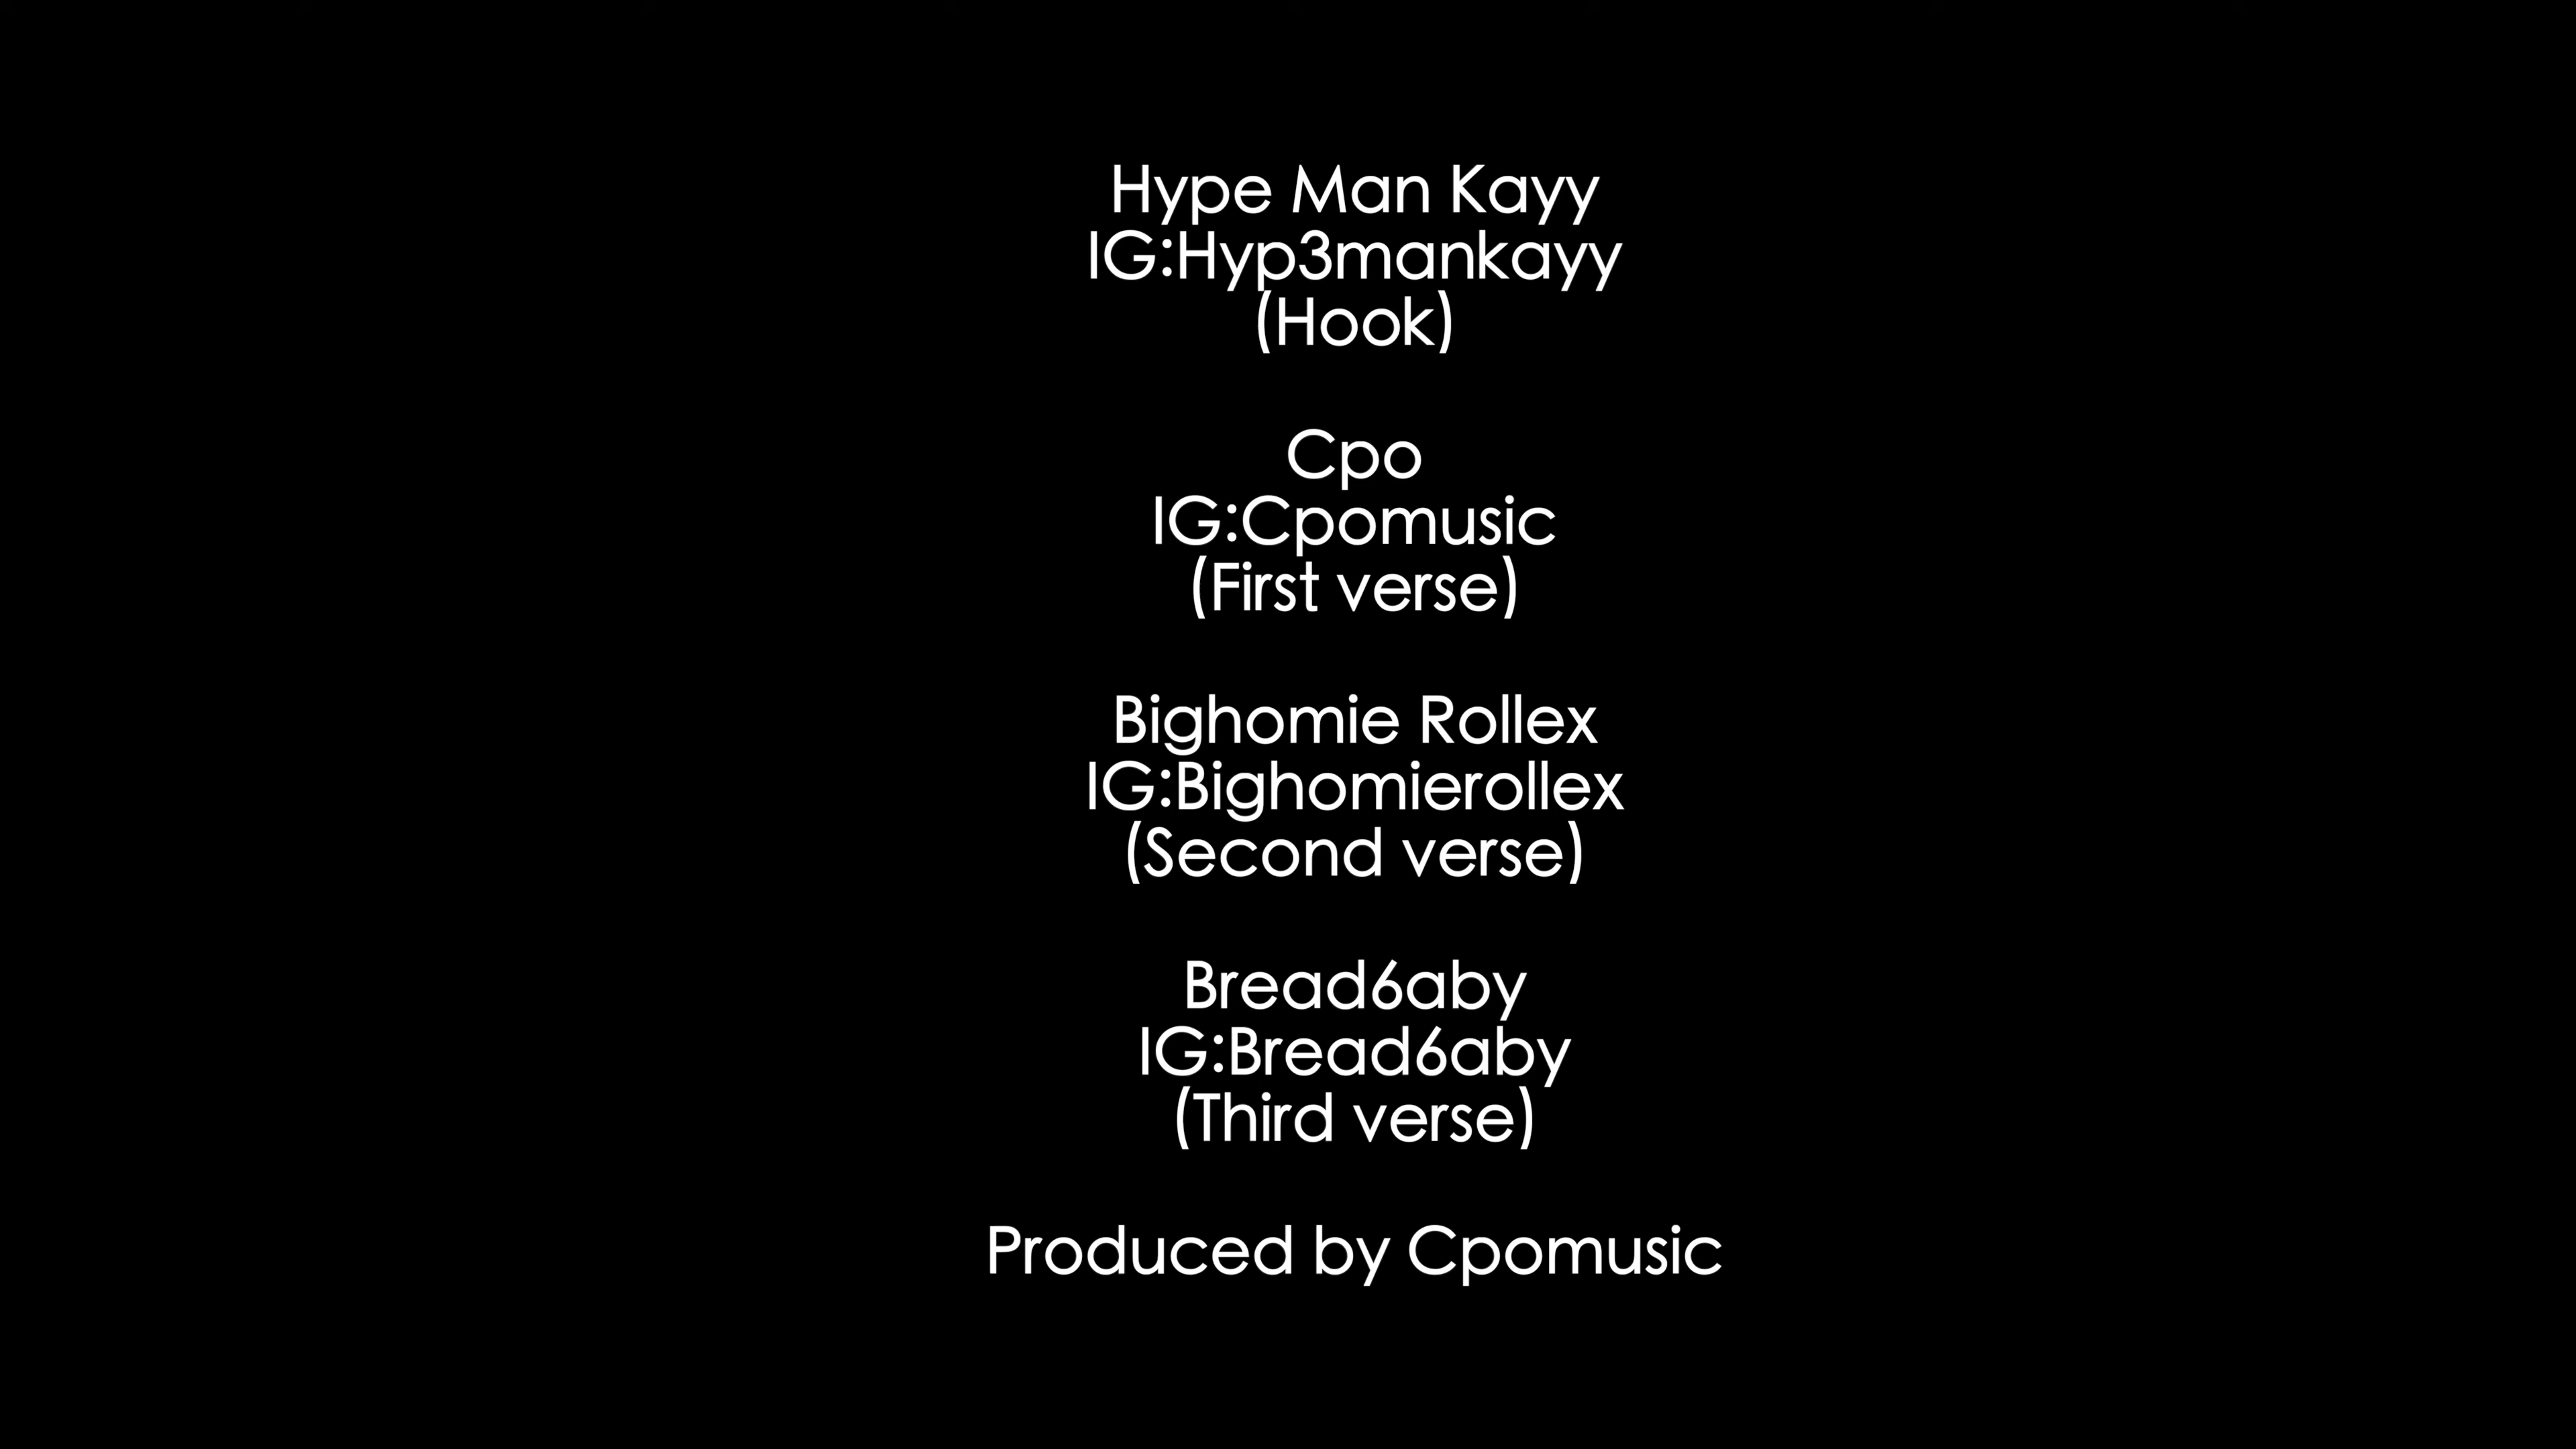 Hype Man Kayy
IG:Hyp3mankayy
(Hook)
Cpo
IG:Cpomusic
(First verse)
Bighomie Rollex
IG:Bighomierollex
(Second verse)
Bread6aby
IG:Bread6aby
(Third verse)
Produced by Cpomusic